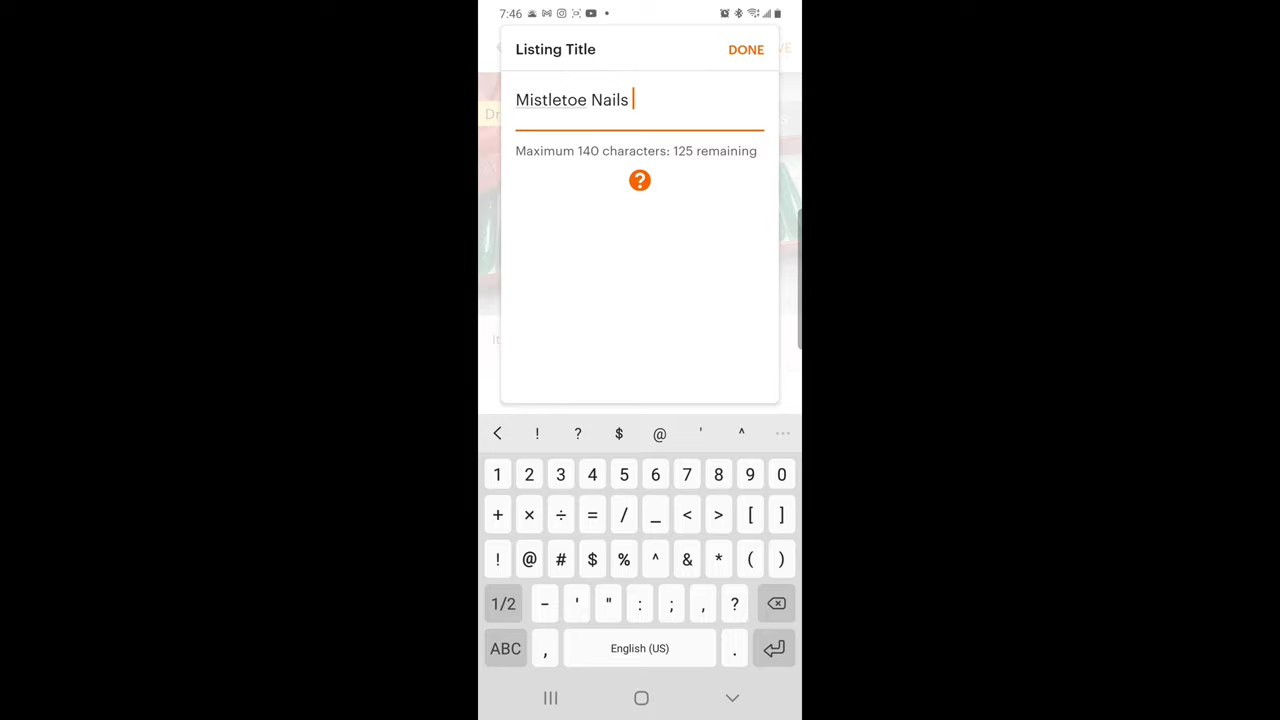 7:46
Listing Title DONE
Mistletoe Nails
Maximum 140 characters: 125 remaining
?
! ? $ @ ' ^ ...
1 2 3 4 5 6 7 8 9 0
+ × ÷ = / _ < > [ ]
! @ # $ % ^ & * ( )
1/2 - ' " : ; , ?
ABC , English (US) .